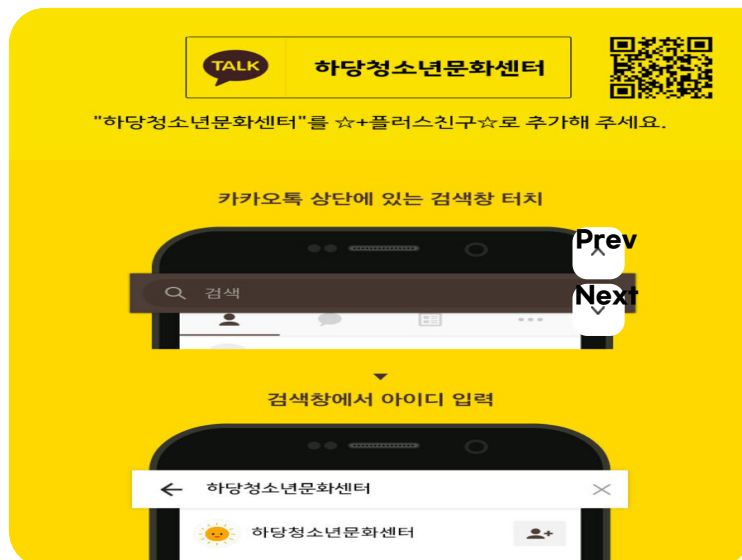 TALK
하당청소년문화센터
"하당청소년문화센터"를 ☆+플러스친구☆로 추가해 주세요.
카카오톡 상단에 있는 검색창 터치
Prev
검색
Next
검색창에서 아이디 입력
하당청소년문화센터
하당청소년문화센터